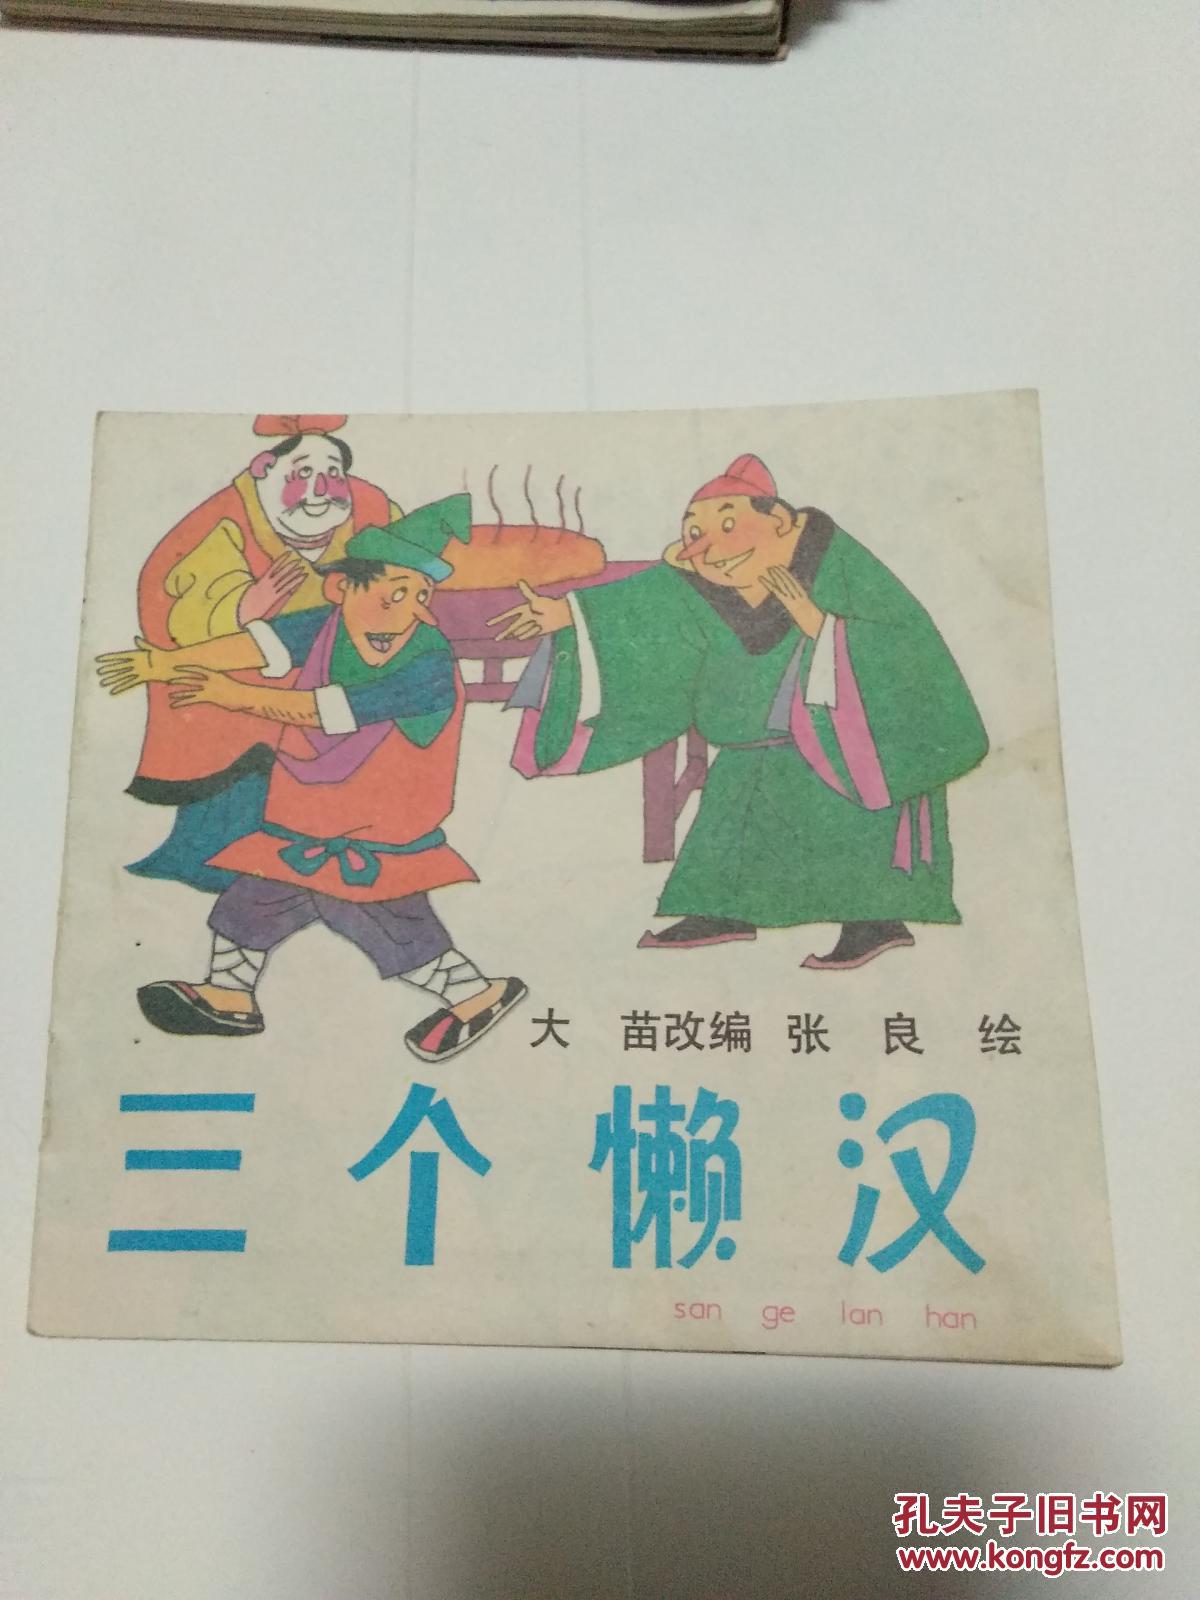 大 苗改编 张 良 绘
三个懒汉
san ge lan han
孔夫子旧书网
www.kongfz.com